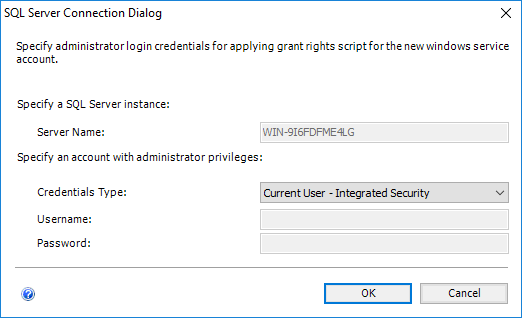 SQL Server Connection Dialog
Specify administrator login credentials for applying grant rights script for the new windows service
account.
Specify a SQL Server instance:
Server Name: WIN-9I6FDFME4LG
Specify an account with administrator privileges:
Credentials Type: Current User - Integrated Security
Username:
Password:
? OK Cancel